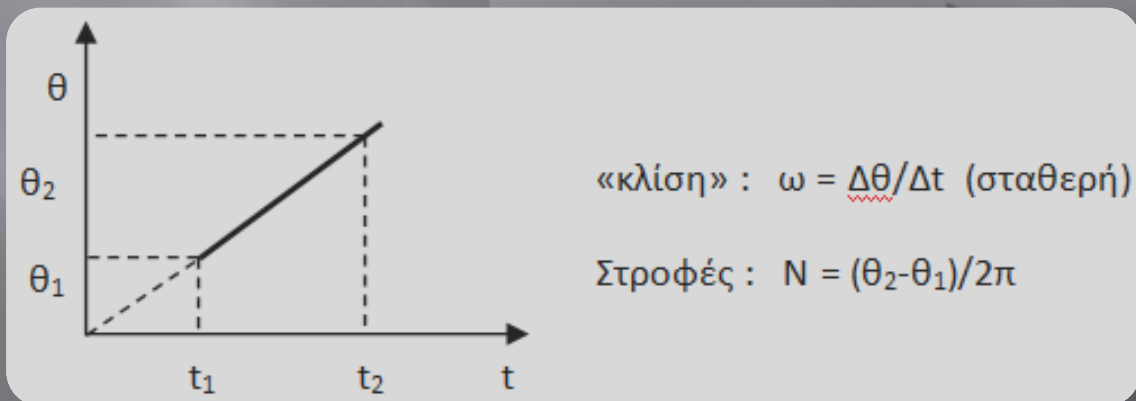 θ
θ₂
«κλίση» : ω = Δθ/Δt (σταθερή)
θ₁
Στροφές : N = (θ₂-θ₁)/2π
t₁ t₂ t